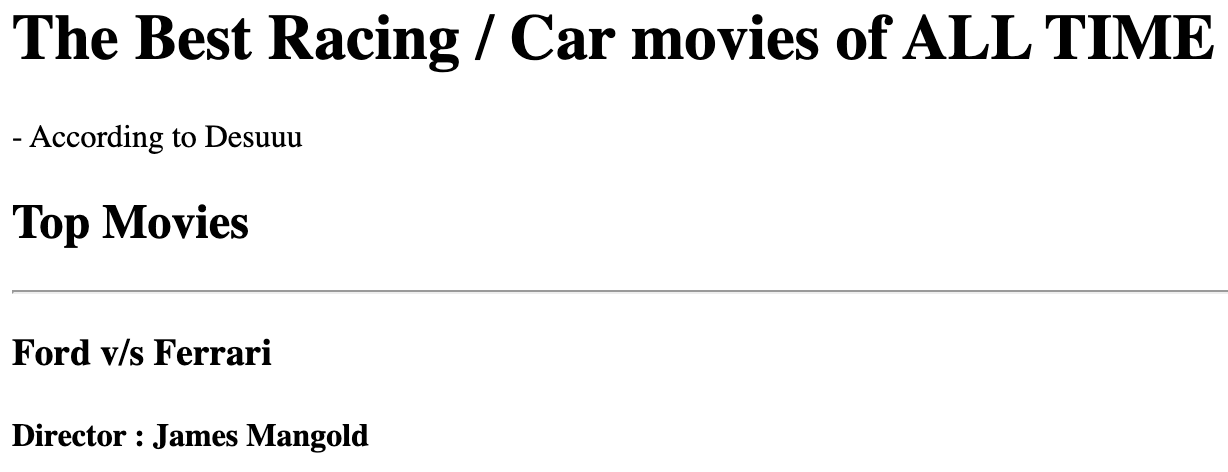 The Best Racing / Car movies of ALL TIME
- According to Desuuu
Top Movies
Ford v/s Ferrari
Director : James Mangold